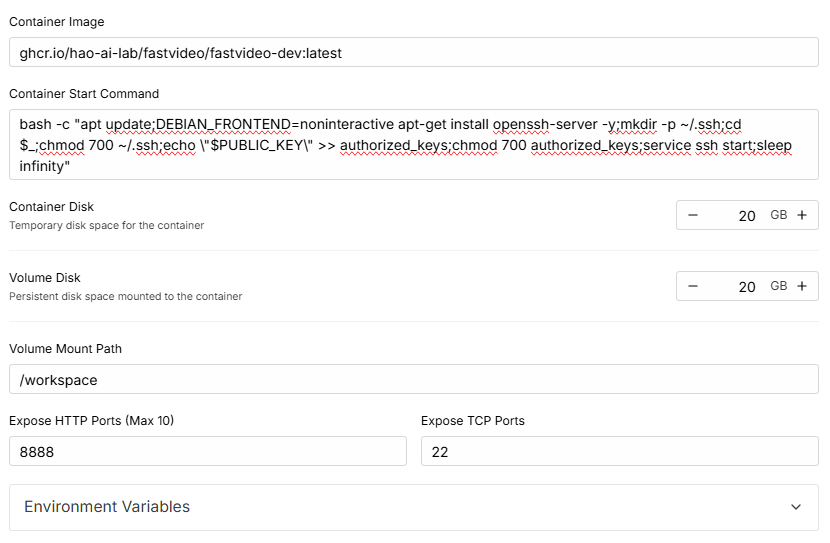 Container Image
ghcr.io/hao-ai-lab/fastvideo/fastvideo-dev:latest
Container Start Command
bash -c "apt update;DEBIAN_FRONTEND=noninteractive apt-get install openssh-server -y;mkdir -p ~/.ssh;cd
$_;chmod 700 ~/.ssh;echo \"$PUBLIC_KEY\" >> authorized_keys;chmod 700 authorized_keys;service ssh start;sleep
infinity"
Container Disk
Temporary disk space for the container
− 20 GB +
Volume Disk
Persistent disk space mounted to the container
− 20 GB +
Volume Mount Path
/workspace
Expose HTTP Ports (Max 10)
8888
Expose TCP Ports
22
Environment Variables